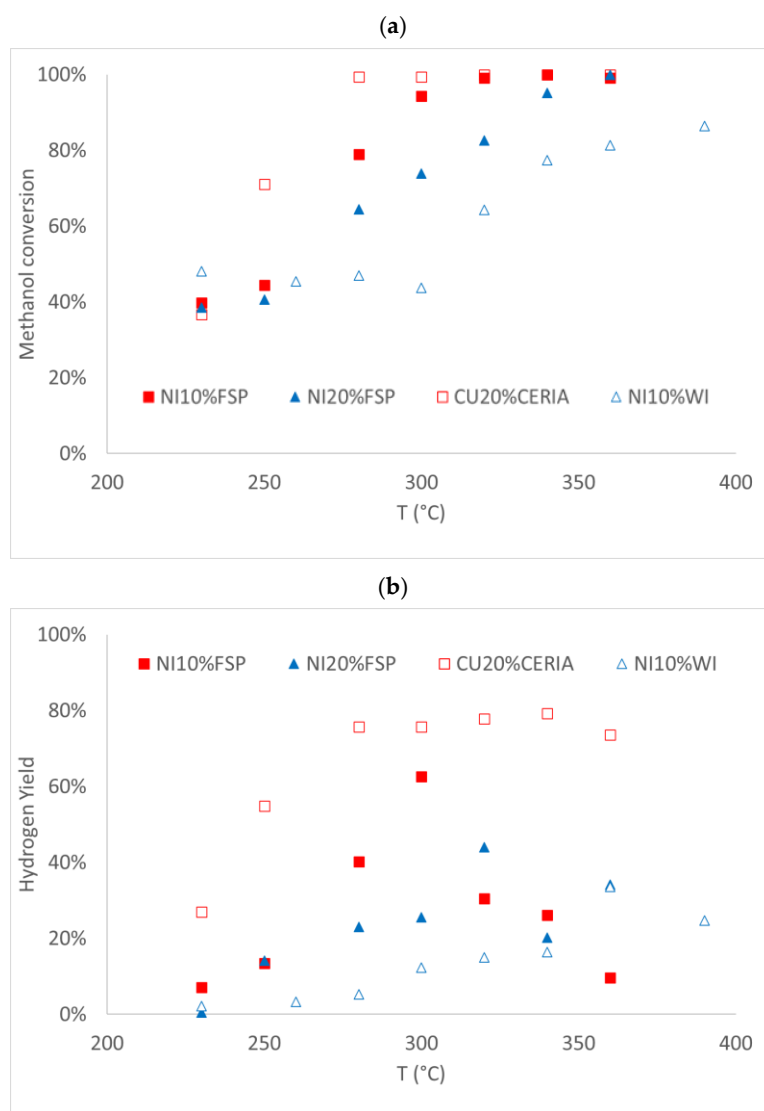 (a)
100%
80%
60%
40%
20%
0%
Methanol conversion
NI10%FSP NI20%FSP CU20%CERIA NI10%WI
200 250 300 350 400
T (°C)
(b)
100%
80%
60%
40%
20%
0%
Hydrogen Yield
NI10%FSP NI20%FSP CU20%CERIA NI10%WI
200 250 300 350 400
T (°C)